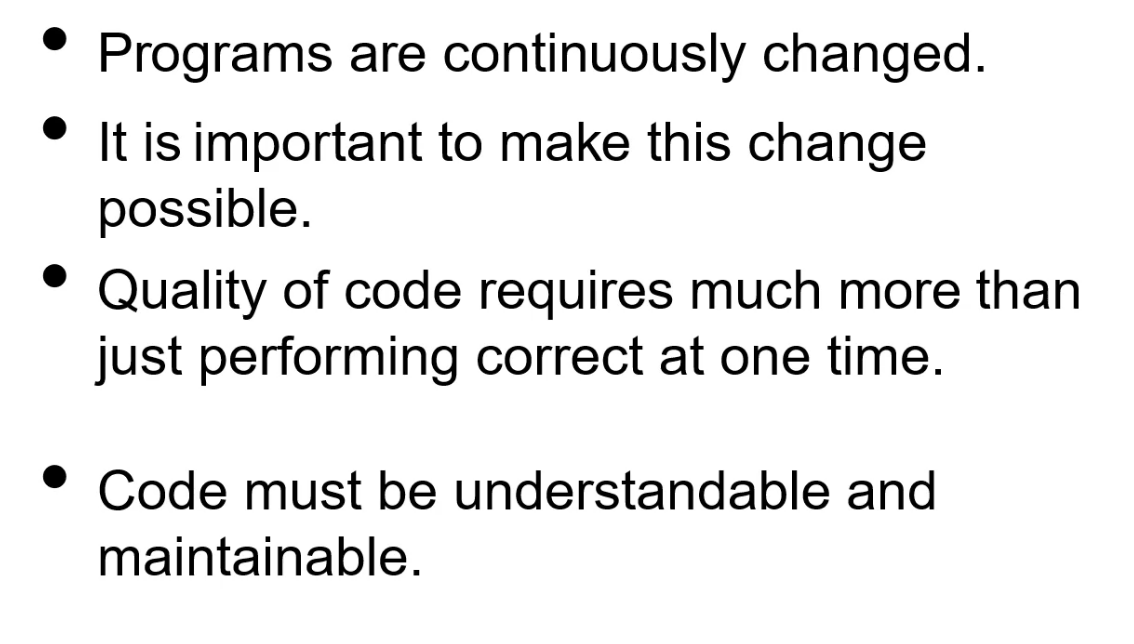 • Programs are continuously changed.
• It is important to make this change
possible.
• Quality of code requires much more than
just performing correct at one time.
• Code must be understandable and
maintainable.